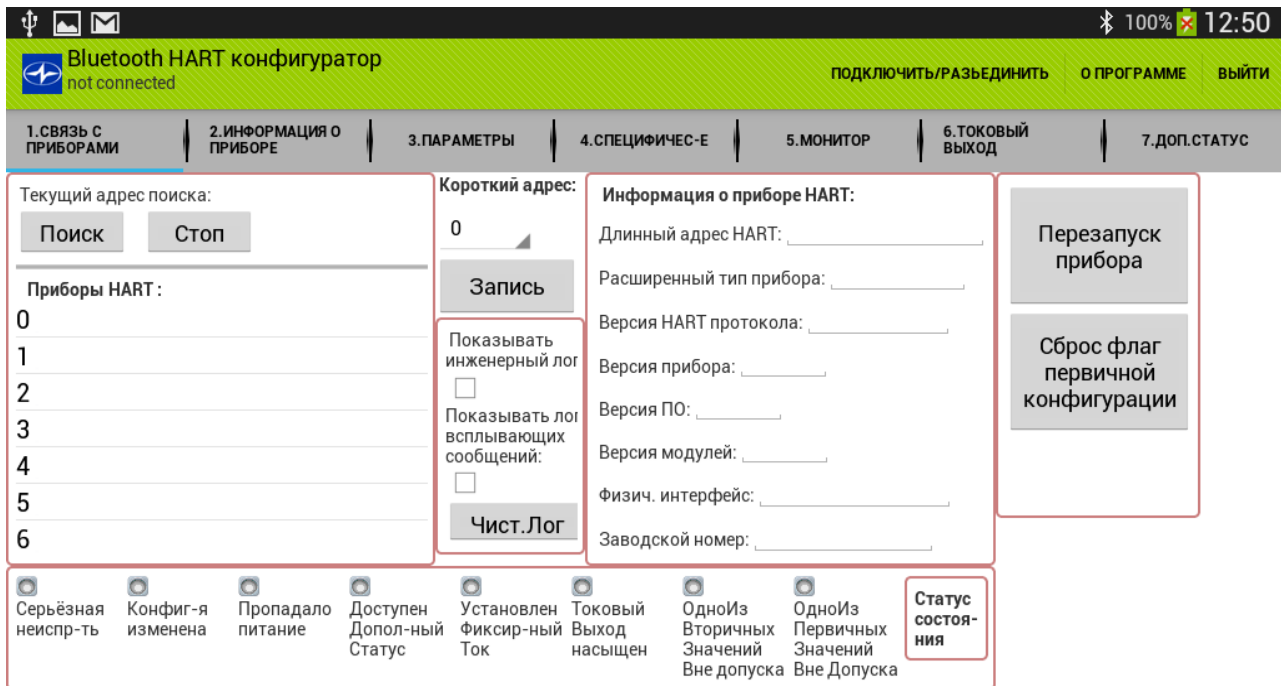 100% 12:50
Bluetooth HART конфигуратор
not connected
ПОДКЛЮЧИТЬ/РАЗЬЕДИНИТЬ
О ПРОГРАММЕ
ВЫЙТИ
1.СВЯЗЬ С
ПРИБОРАМИ
2.ИНФОРМАЦИЯ О
ПРИБОРЕ
3.ПАРАМЕТРЫ
4.СПЕЦИФИЧЕС-Е
5.МОНИТОР
6.ТОКОВЫЙ
ВЫХОД
7.ДОП.СТАТУС
Текущий адрес поиска:
Поиск
Стоп
Приборы HART :
0
1
2
3
4
5
6
Короткий адрес:
0
Запись
Показывать
инженерный лог
Показывать лог
всплывающих
сообщений:
Чист.Лог
Информация о приборе HART:
Длинный адрес HART:
Расширенный тип прибора:
Версия HART протокола:
Версия прибора:
Версия ПО:
Версия модулей:
Физич. интерфейс:
Заводской номер:
Перезапуск
прибора
Сброс флаг
первичной
конфигурации
Серьёзная
неиспр-ть
Конфиг-я
изменена
Пропадало
питание
Доступен
Допол-ный
Статус
Установлен
Фиксир-ный
Ток
Токовый
Выход
насыщен
ОдноИз
Вторичных
Значений
Вне допуска
ОдноИз
Первичных
Значений
Вне Допуска
Статус
состоя-
ния